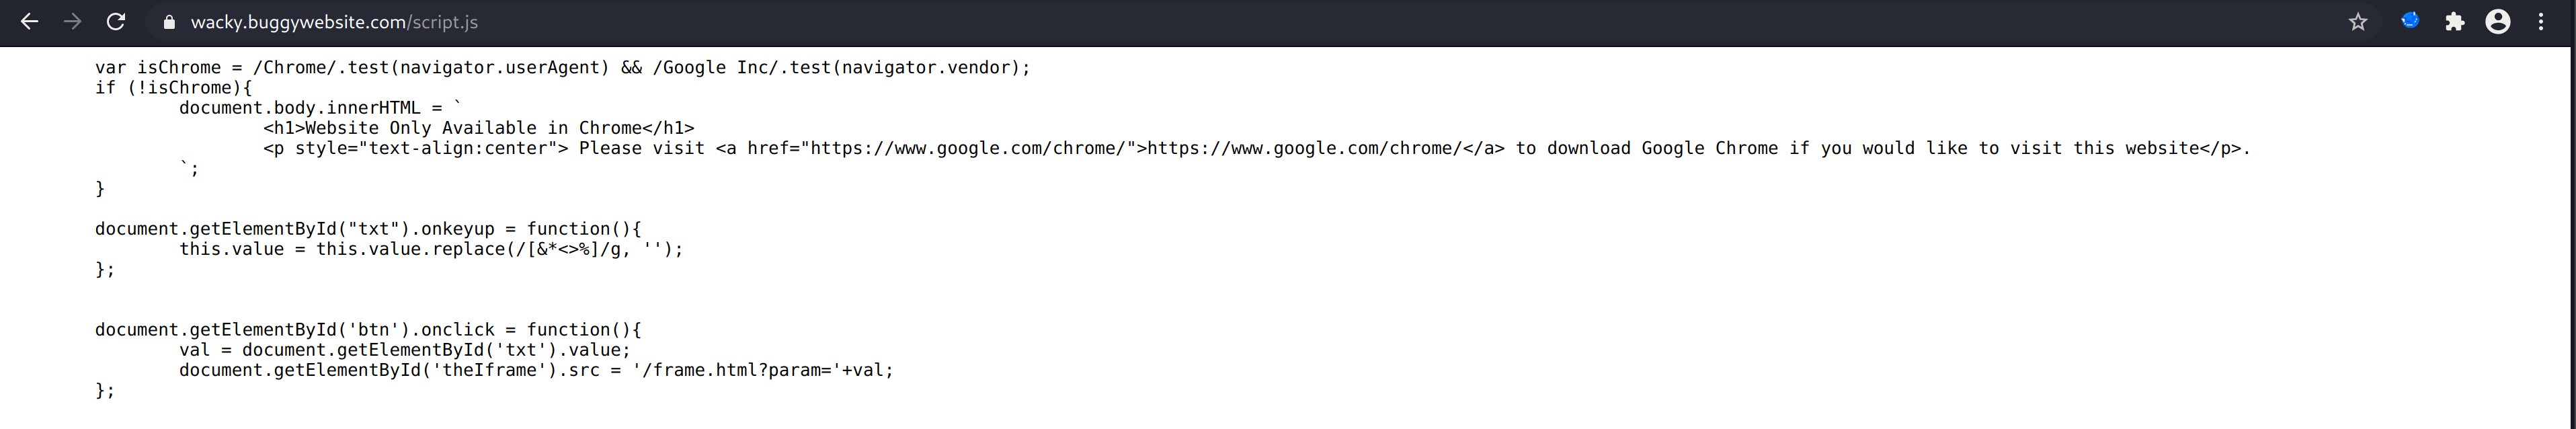 wacky.buggywebsite.com/script.js
var isChrome = /Chrome/.test(navigator.userAgent) && /Google Inc/.test(navigator.vendor);
if (!isChrome){
        document.body.innerHTML = `
                <h1>Website Only Available in Chrome</h1>
                <p style="text-align:center"> Please visit <a href="https://www.google.com/chrome/">https://www.google.com/chrome/</a> to download Google Chrome if you would like to visit this website</p>.
        `;
}

document.getElementById("txt").onkeyup = function(){
        this.value = this.value.replace(/[&*<>%]/g, '');
};


document.getElementById('btn').onclick = function(){
        val = document.getElementById('txt').value;
        document.getElementById('theIframe').src = '/frame.html?param='+val;
};